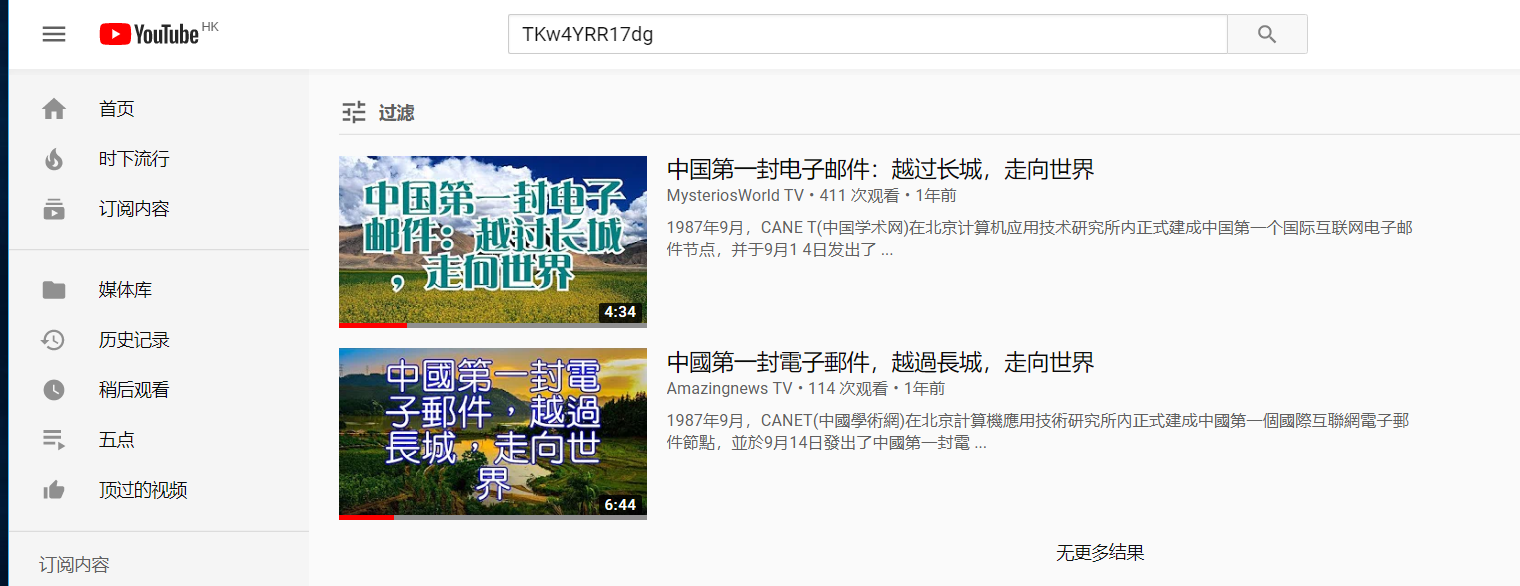 YouTube HK
TKw4YRR17dg
首页
时下流行
订阅内容
媒体库
历史记录
稍后观看
五点
顶过的视频
订阅内容
过滤
中国第一封电子
邮件：越过长城
，走向世界
4:34
中国第一封电子邮件：越过长城，走向世界
MysteriosWorld TV • 411 次观看 • 1年前
1987年9月，CANE T(中国学术网)在北京计算机应用技术研究所内正式建成中国第一个国际互联网电子邮
件节点，并于9月1 4日发出了 ...
中國第一封電
子郵件，越過
長城，走向世
界
6:44
中國第一封電子郵件，越過長城，走向世界
Amazingnews TV • 114 次观看 • 1年前
1987年9月，CANET(中國學術網)在北京計算機應用技術研究所內正式建成中國第一個國際互聯網電子郵
件節點，並於9月14日發出了中國第一封電 ...
无更多结果